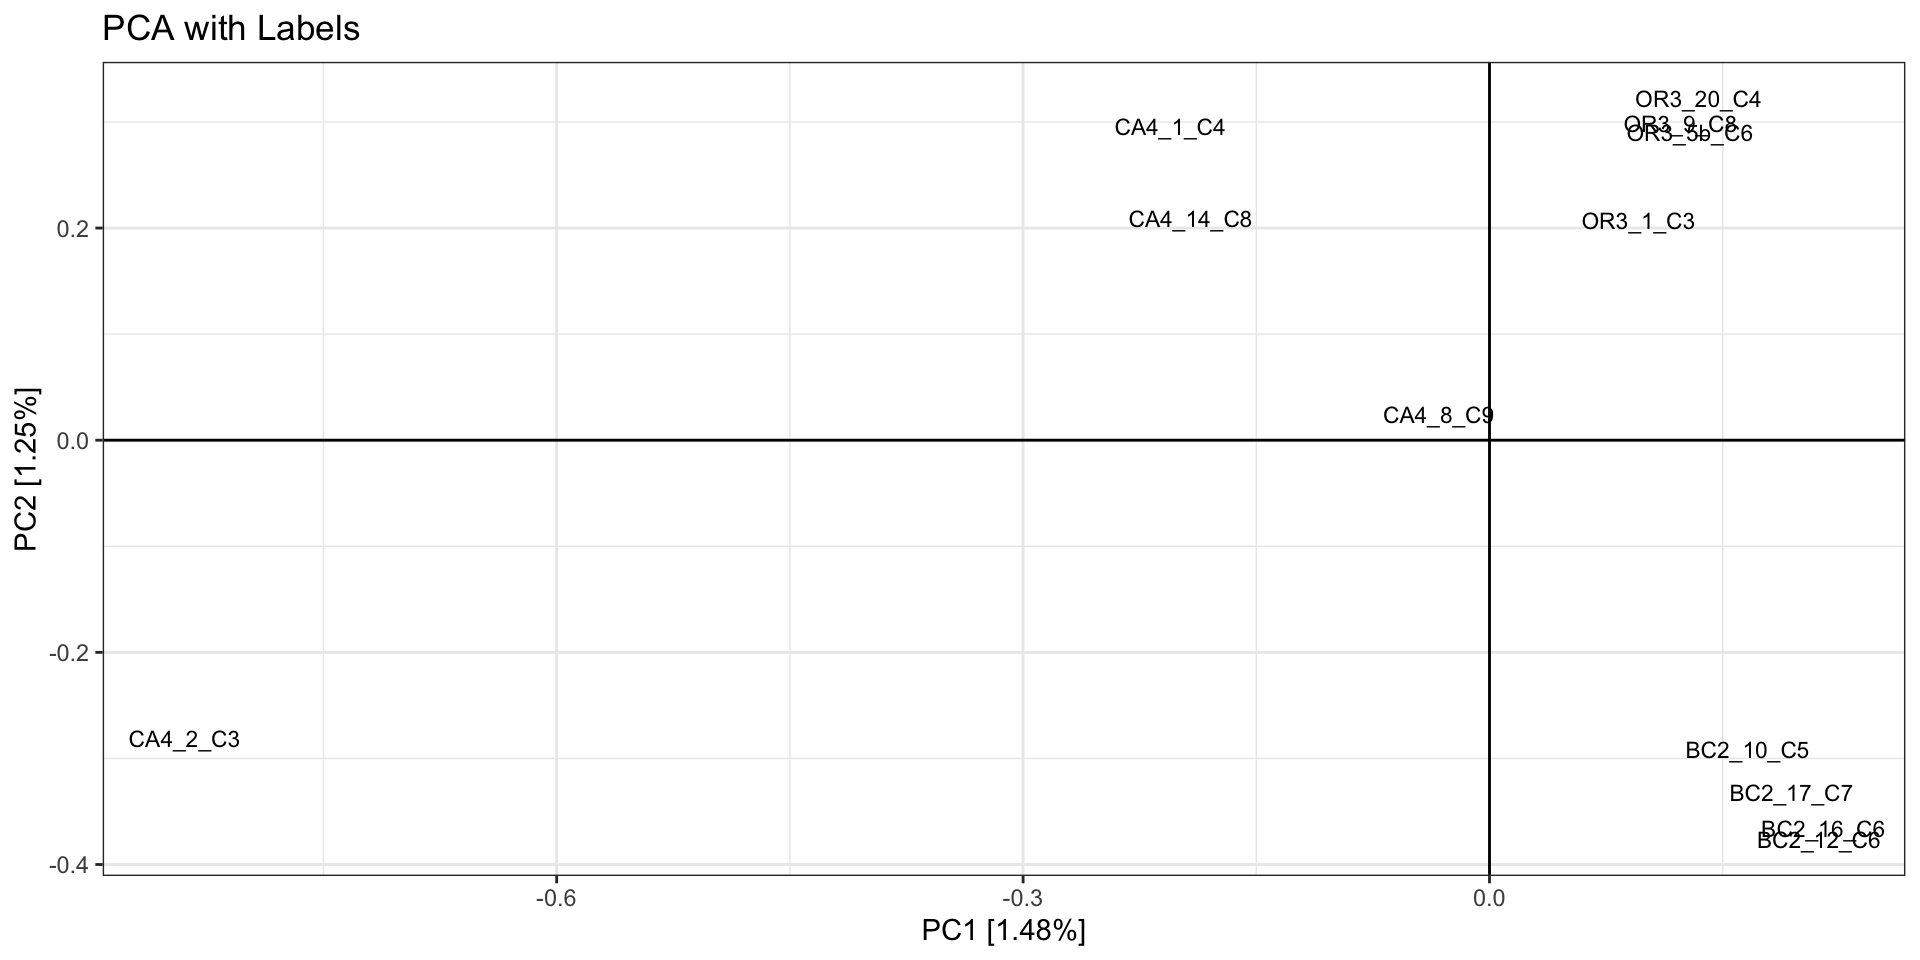 PCA with Labels
OR3_20_C4
CA4_1_C4
OR3_9_C8
OR3_5b_C6
CA4_14_C8
OR3_1_C3
0.2
CA4_8_C9
0.0
PC2 [1.25%]
-0.2
CA4_2_C3
BC2_10_C5
BC2_17_C7
BC2_16_C6
BC2_12_C6
-0.4
-0.6
-0.3
0.0
PC1 [1.48%]